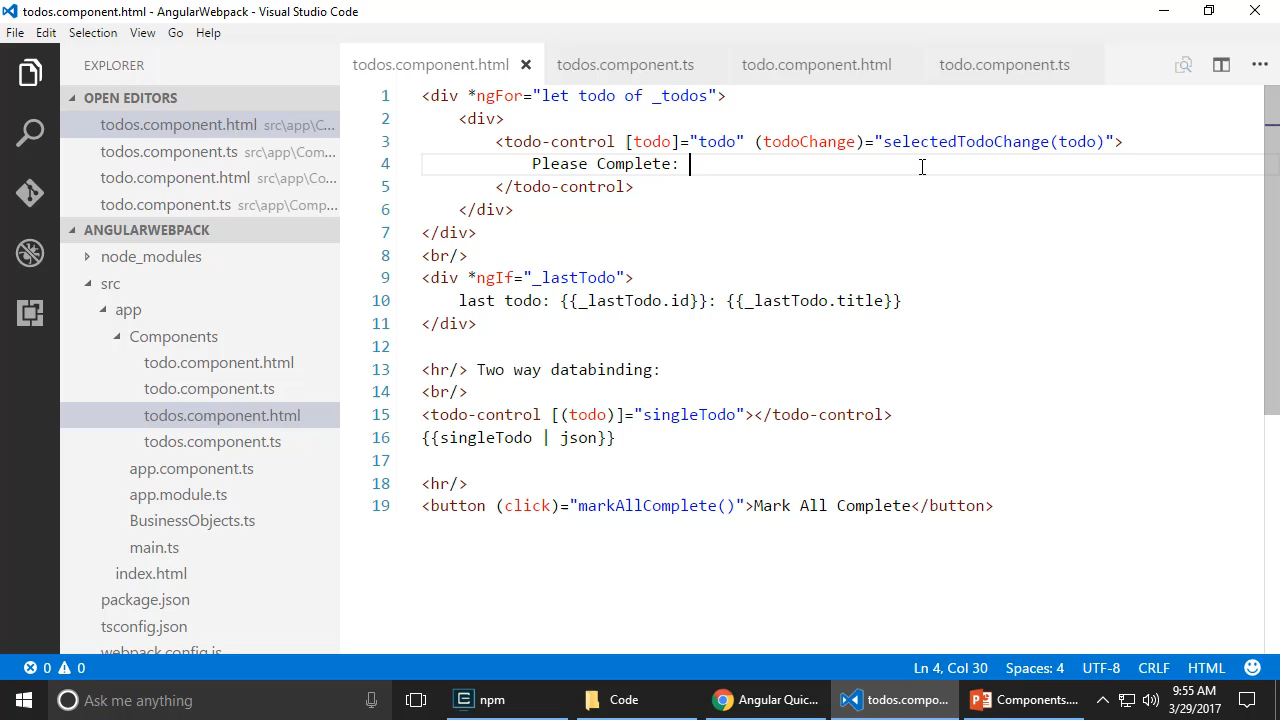 todos.component.html - AngularWebpack - Visual Studio Code
File Edit Selection View Go Help
EXPLORER
OPEN EDITORS
todos.component.html src\app\C...
todos.component.ts src\app\Com...
todo.component.html src\app\Co...
todo.component.ts src\app\Comp...
ANGULARWEBPACK
node_modules
src
app
Components
todo.component.html
todo.component.ts
todos.component.html
todos.component.ts
app.component.ts
app.module.ts
BusinessObjects.ts
main.ts
index.html
package.json
tsconfig.json
webpack.config.js
todos.component.html todos.component.ts todo.component.html todo.component.ts
1 <div *ngFor="let todo of _todos">
2 <div>
3 <todo-control [todo]="todo" (todoChange)="selectedTodoChange(todo)">
4 Please Complete:
5 </todo-control>
6 </div>
7 </div>
8 <br/>
9 <div *ngIf="_lastTodo">
10 last todo: {{_lastTodo.id}}: {{_lastTodo.title}}
11 </div>
12
13 <hr/> Two way databinding:
14 <br/>
15 <todo-control [(todo)]="singleTodo"></todo-control>
16 {{singleTodo | json}}
17
18 <hr/>
19 <button (click)="markAllComplete()">Mark All Complete</button>
0 0 Ln 4, Col 30 Spaces: 4 UTF-8 CRLF HTML
Ask me anything npm Code Angular Quic... todos.compo... Components.... 9:55 AM
3/29/2017